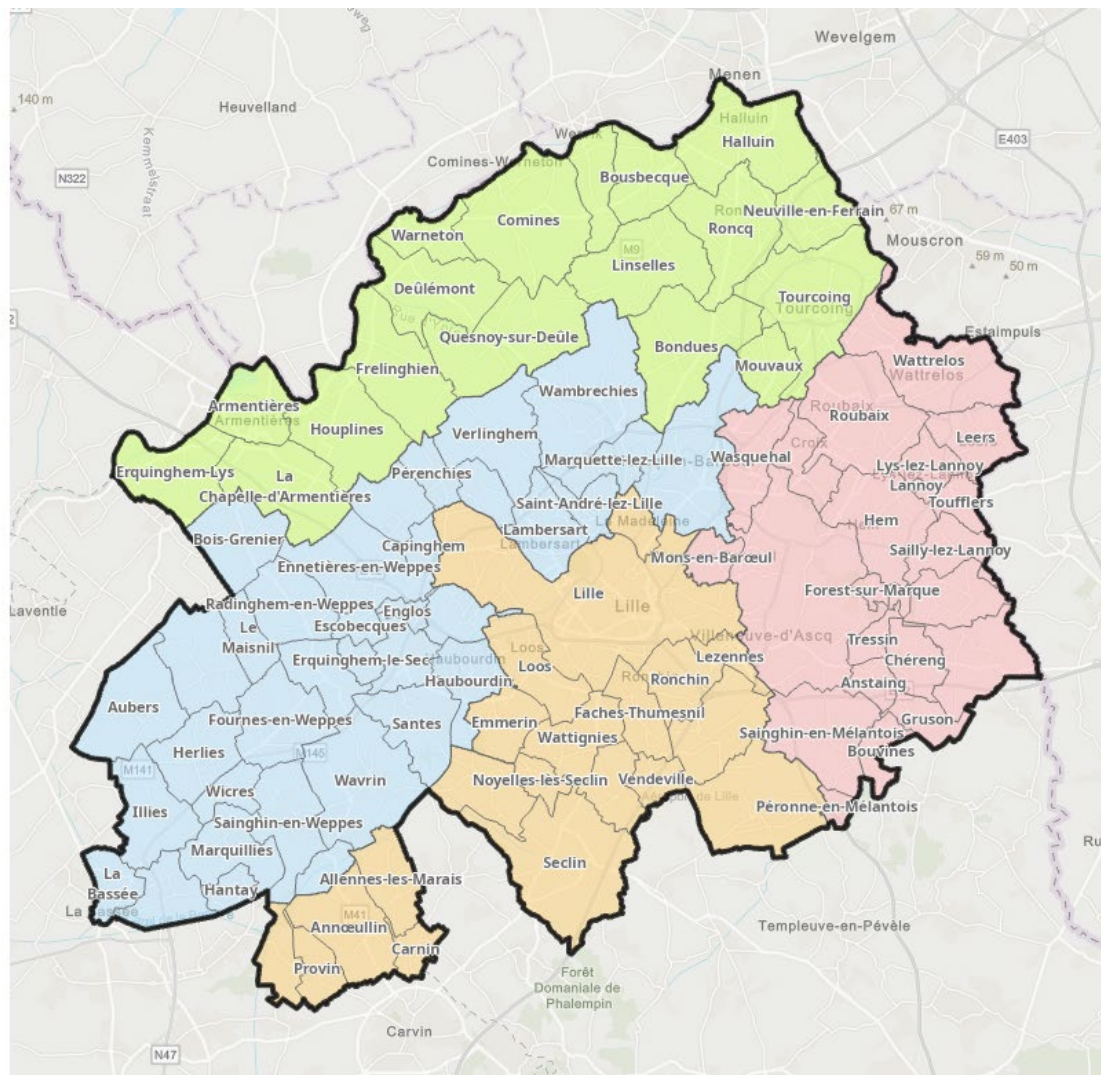 Wevelgem
Menen
140 m
Heuvelland
Halluin
Halluin
Kemmelstraat
E403
Comines-Warneton
N322
Bousbecque
Neuville-en-Ferrain
67 m
Comines
Roncq
Warneton
Mouscron
M9
59 m
50 m
Linselles
Deûlémont
Tourcoing
Tourcoing
Quesnoy-sur-Deûle
Estaimpuis
Bondues
Mouvaux
Wattrelos
Wattrelos
Frelinghien
Wambrechies
Armentières
Armentières
Roubaix
Roubaix
Houplines
Verlinghem
Croix
Leers
Marquette-lez-Lille
Wasquehal
Erquinghem-Lys
La
Chapelle-d'Armentières
Pérenchies
Lys-lez-Lannoy
Lannoy
Toufflers
Saint-André-lez-Lille
La Madeleine
Hem
Hem
Lambersart
Lambersart
Bois-Grenier
Capinghem
Sailly-lez-Lannoy
Mons-en-Barœul
Ennetières-en-Weppes
Lille
Lille
Forest-sur-Marque
Laventie
Radinghem-en-Weppes
Englos
Escobecques
Le
Maisnil
Villeneuve-d'Ascq
Tressin
Loos
Loos
Erquinghem-le-Sec
Haubourdin
Haubourdin
Lezennes
Chéreng
Ronchin
Anstaing
Aubers
Fournes-en-Weppes
Santes
Emmerin
Faches-Thumesnil
Gruson
Wattignies
Sainghin-en-Mélantois
Herlies
M145
Bouvines
M141
Wavrin
Noyelles-lès-Seclin
Vendeville
Wicres
Péronne-en-Mélantois
Illies
Sainghin-en-Weppes
Marquillies
Seclin
La
Bassée
Hantay
Allennes-les-Marais
La Bassée
M41
Annœullin
Templeuve-en-Pévèle
Carnin
Provin
Forêt
Domaniale de
Phalempin
Carvin
N47